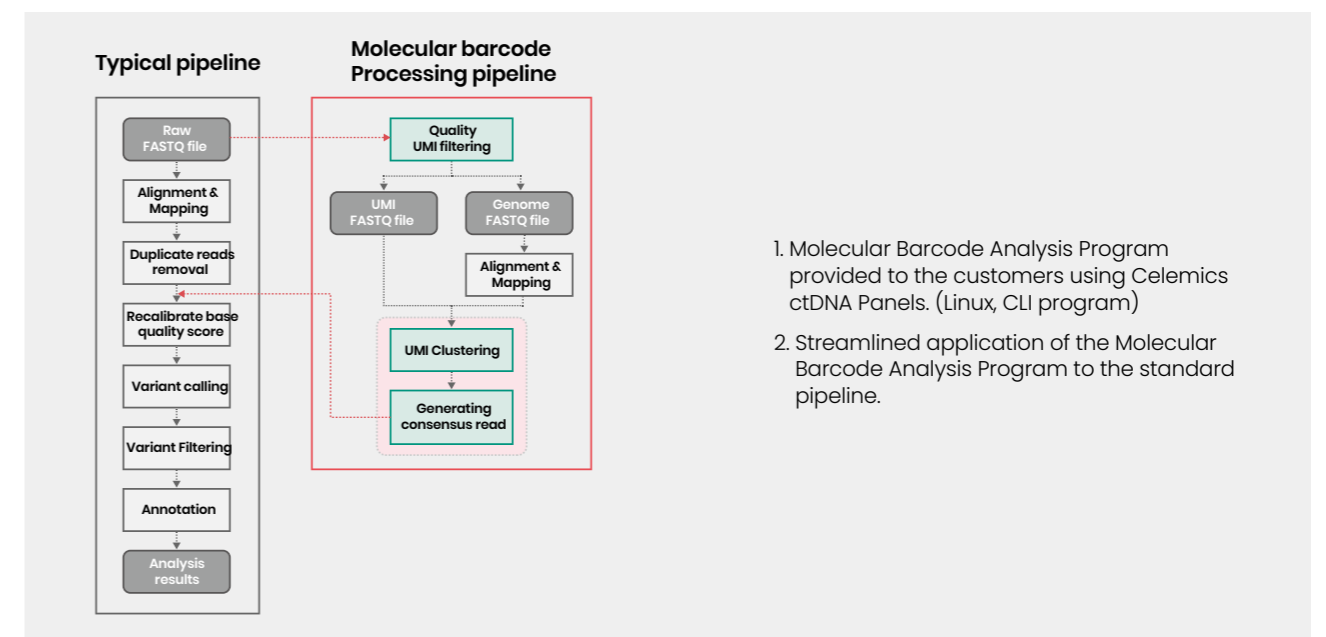 Typical pipeline
Raw
FASTQ file
Alignment &
Mapping
Duplicate reads
removal
Recalibrate base
quality score
Variant calling
Variant Filtering
Annotation
Analysis
results
Molecular barcode
Processing pipeline
Quality
UMI filtering
UMI
FASTQ file
Genome
FASTQ file
Alignment &
Mapping
UMI Clustering
Generating
consensus read
1. Molecular Barcode Analysis Program
provided to the customers using Celemics
ctDNA Panels. (Linux, CLI program)
2. Streamlined application of the Molecular
Barcode Analysis Program to the standard
pipeline.